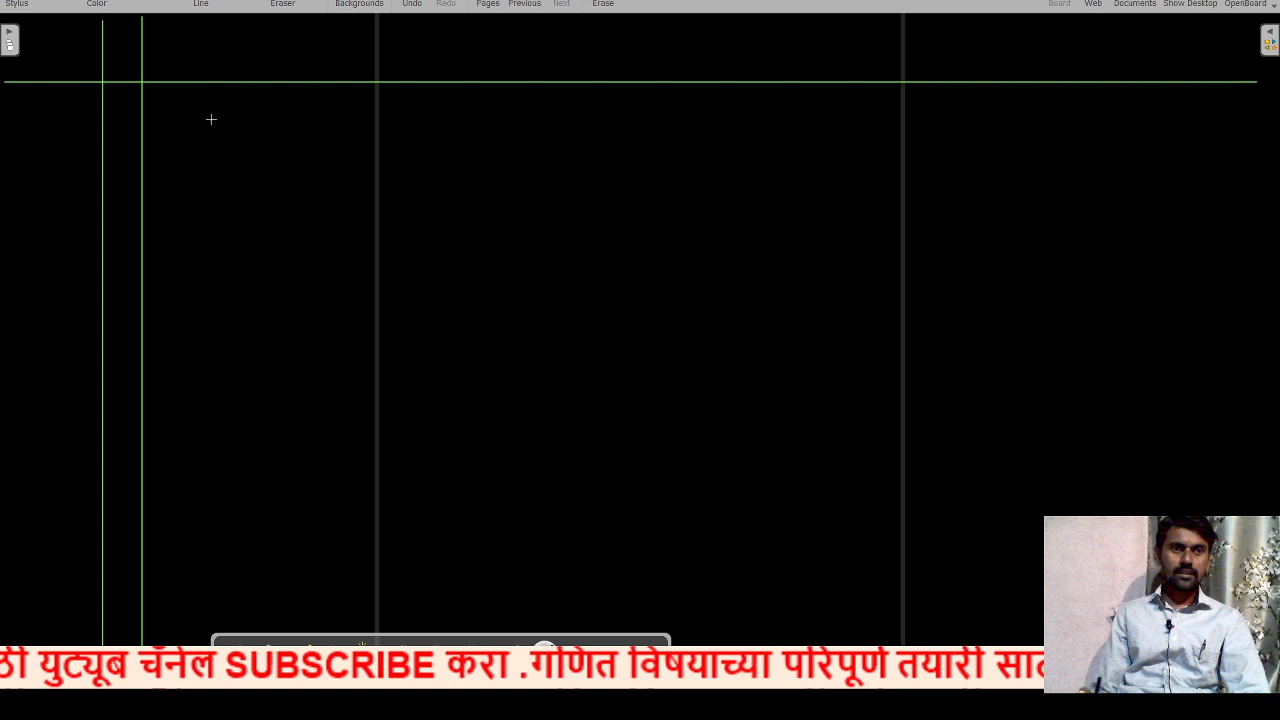 Stylus Color Line Eraser Backgrounds Undo Redo Pages Previous Next Erase Board Web Documents Show Desktop OpenBoard
युट्यूब चॅनेल SUBSCRIBE करा .गणित विषयाच्या परिपूर्ण तयारी